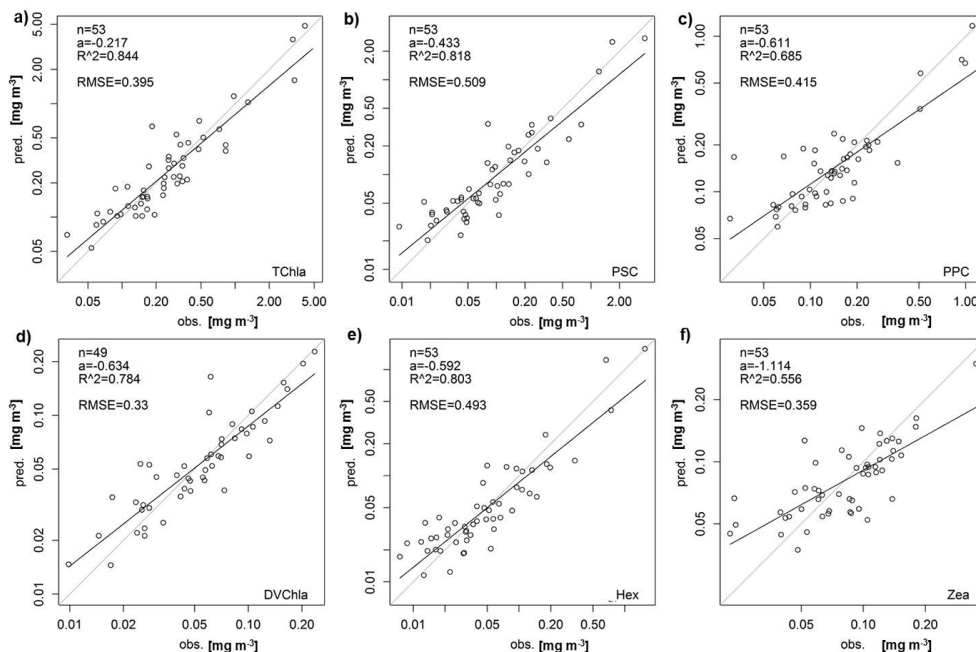 a)
n=53
a=-0.217
R^2=0.844
RMSE=0.395
pred.
5.00
2.00
0.50
0.20
0.05
TChla
0.05 0.20 0.50 2.00 5.00
obs. [mg m-3]
b)
n=53
a=-0.433
R^2=0.818
RMSE=0.509
pred.
2.00
0.50
0.20
0.05
0.01
PSC
0.01 0.05 0.20 0.50 2.00
obs. [mg m-3]
c)
n=53
a=-0.611
R^2=0.685
RMSE=0.415
pred. [mg m-3]
1.00
0.50
0.20
0.10
0.05
PPC
0.05 0.10 0.20 0.50 1.00
obs. [mg m-3]
d)
n=49
a=-0.634
R^2=0.784
RMSE=0.33
pred. [mg m-3]
0.20
0.10
0.05
0.02
0.01
DVChla
0.01 0.02 0.05 0.10 0.20
obs. [mg m-3]
e)
n=53
a=-0.592
R^2=0.803
RMSE=0.493
pred. [mg m-3]
0.50
0.20
0.05
0.01
Hex
0.01 0.05 0.20 0.50
obs. [mg m-3]
f)
n=53
a=-1.114
R^2=0.556
RMSE=0.359
pred. [mg m-3]
0.20
0.10
0.05
Zea
0.05 0.10 0.20
obs. [mg m-3]